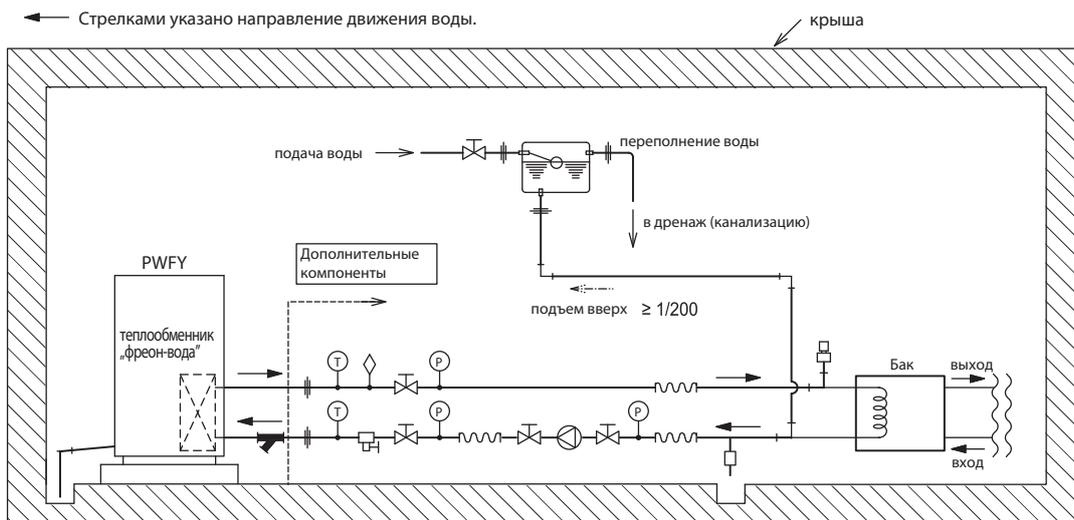 Стрелками указано направление движения воды.
крыша
подача воды
переполнение воды
в дренаж (канализацию)
Дополнительные
компоненты
PWFY
подъем вверх ≥ 1/200
теплообменник
„фреон-вода”
T
P
Бак
выход
T
P
P
вход